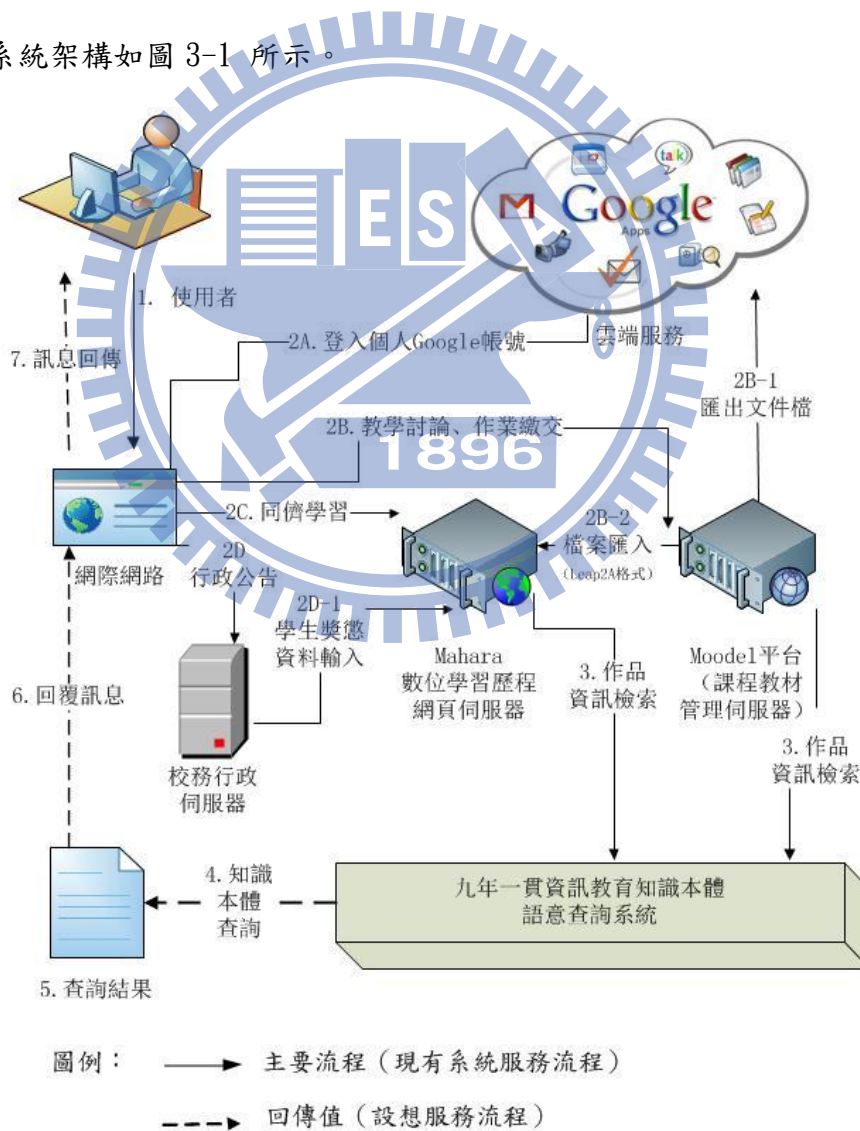 系統架構如圖 3-1 所示。
talk
Google
Apps
ESA
1. 使用者
雲端服務
2A.登入個人Google帳號
7.訊息回傳
2B-1
匯出文件檔
2B.教學討論、作業繳交
1896
2C.同儕學習
2B-2
檔案匯入
(Leap2A格式)
網際網路
2D
行政公告
2D-1
學生獎懲
資料輸入
Mahara
數位學習歷程
網頁伺服器
Moodel平台
(課程教材
管理伺服器)
3.作品
資訊檢索
3.作品
資訊檢索
6.回覆訊息
校務行政
伺服器
4.知識
本體
查詢
九年一貫資訊教育知識本體
語意查詢系統
5.查詢結果
圖例：
主要流程（現有系統服務流程）
回傳值（設想服務流程）